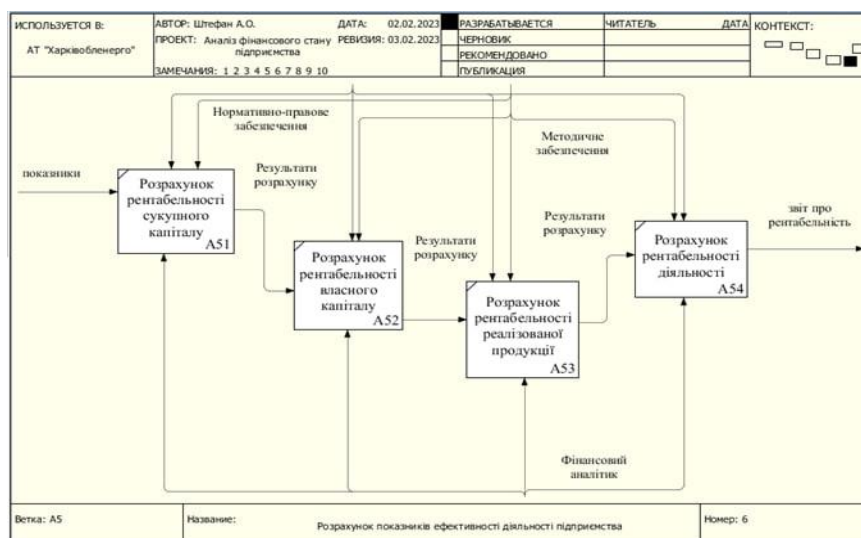 ИСПОЛЬЗУЕТСЯ В:
АТ "Харківобленерго"
АВТОР: Штефан А.О.
ДАТА: 02.02.2023
ПРОЕКТ: Аналіз фінансового стану
підприємства
РЕВИЗИЯ: 03.02.2023
ЗАМЕЧАНИЯ: 1 2 3 4 5 6 7 8 9 10
РАЗРАБАТЫВАЕТСЯ
ЧЕРНОВИК
РЕКОМЕНДОВАНО
ПУБЛИКАЦИЯ
ЧИТАТЕЛЬ ДАТА
КОНТЕКСТ:
Нормативно-правове
забезпечення
Методичне
забезпечення
показники
Розрахунок
рентабельності
сукупного
капіталу
A51
Результати
розрахунку
Розрахунок
рентабельності
власного
капіталу
A52
Результати
розрахунку
Розрахунок
рентабельності
реалізованої
продукції
A53
Результати
розрахунку
Розрахунок
рентабельності
діяльності
A54
звіт про
рентабельність
Фінансовий
аналітик
Ветка: A5
Название:
Розрахунок показників ефективності діяльності підприємства
Номер: 6